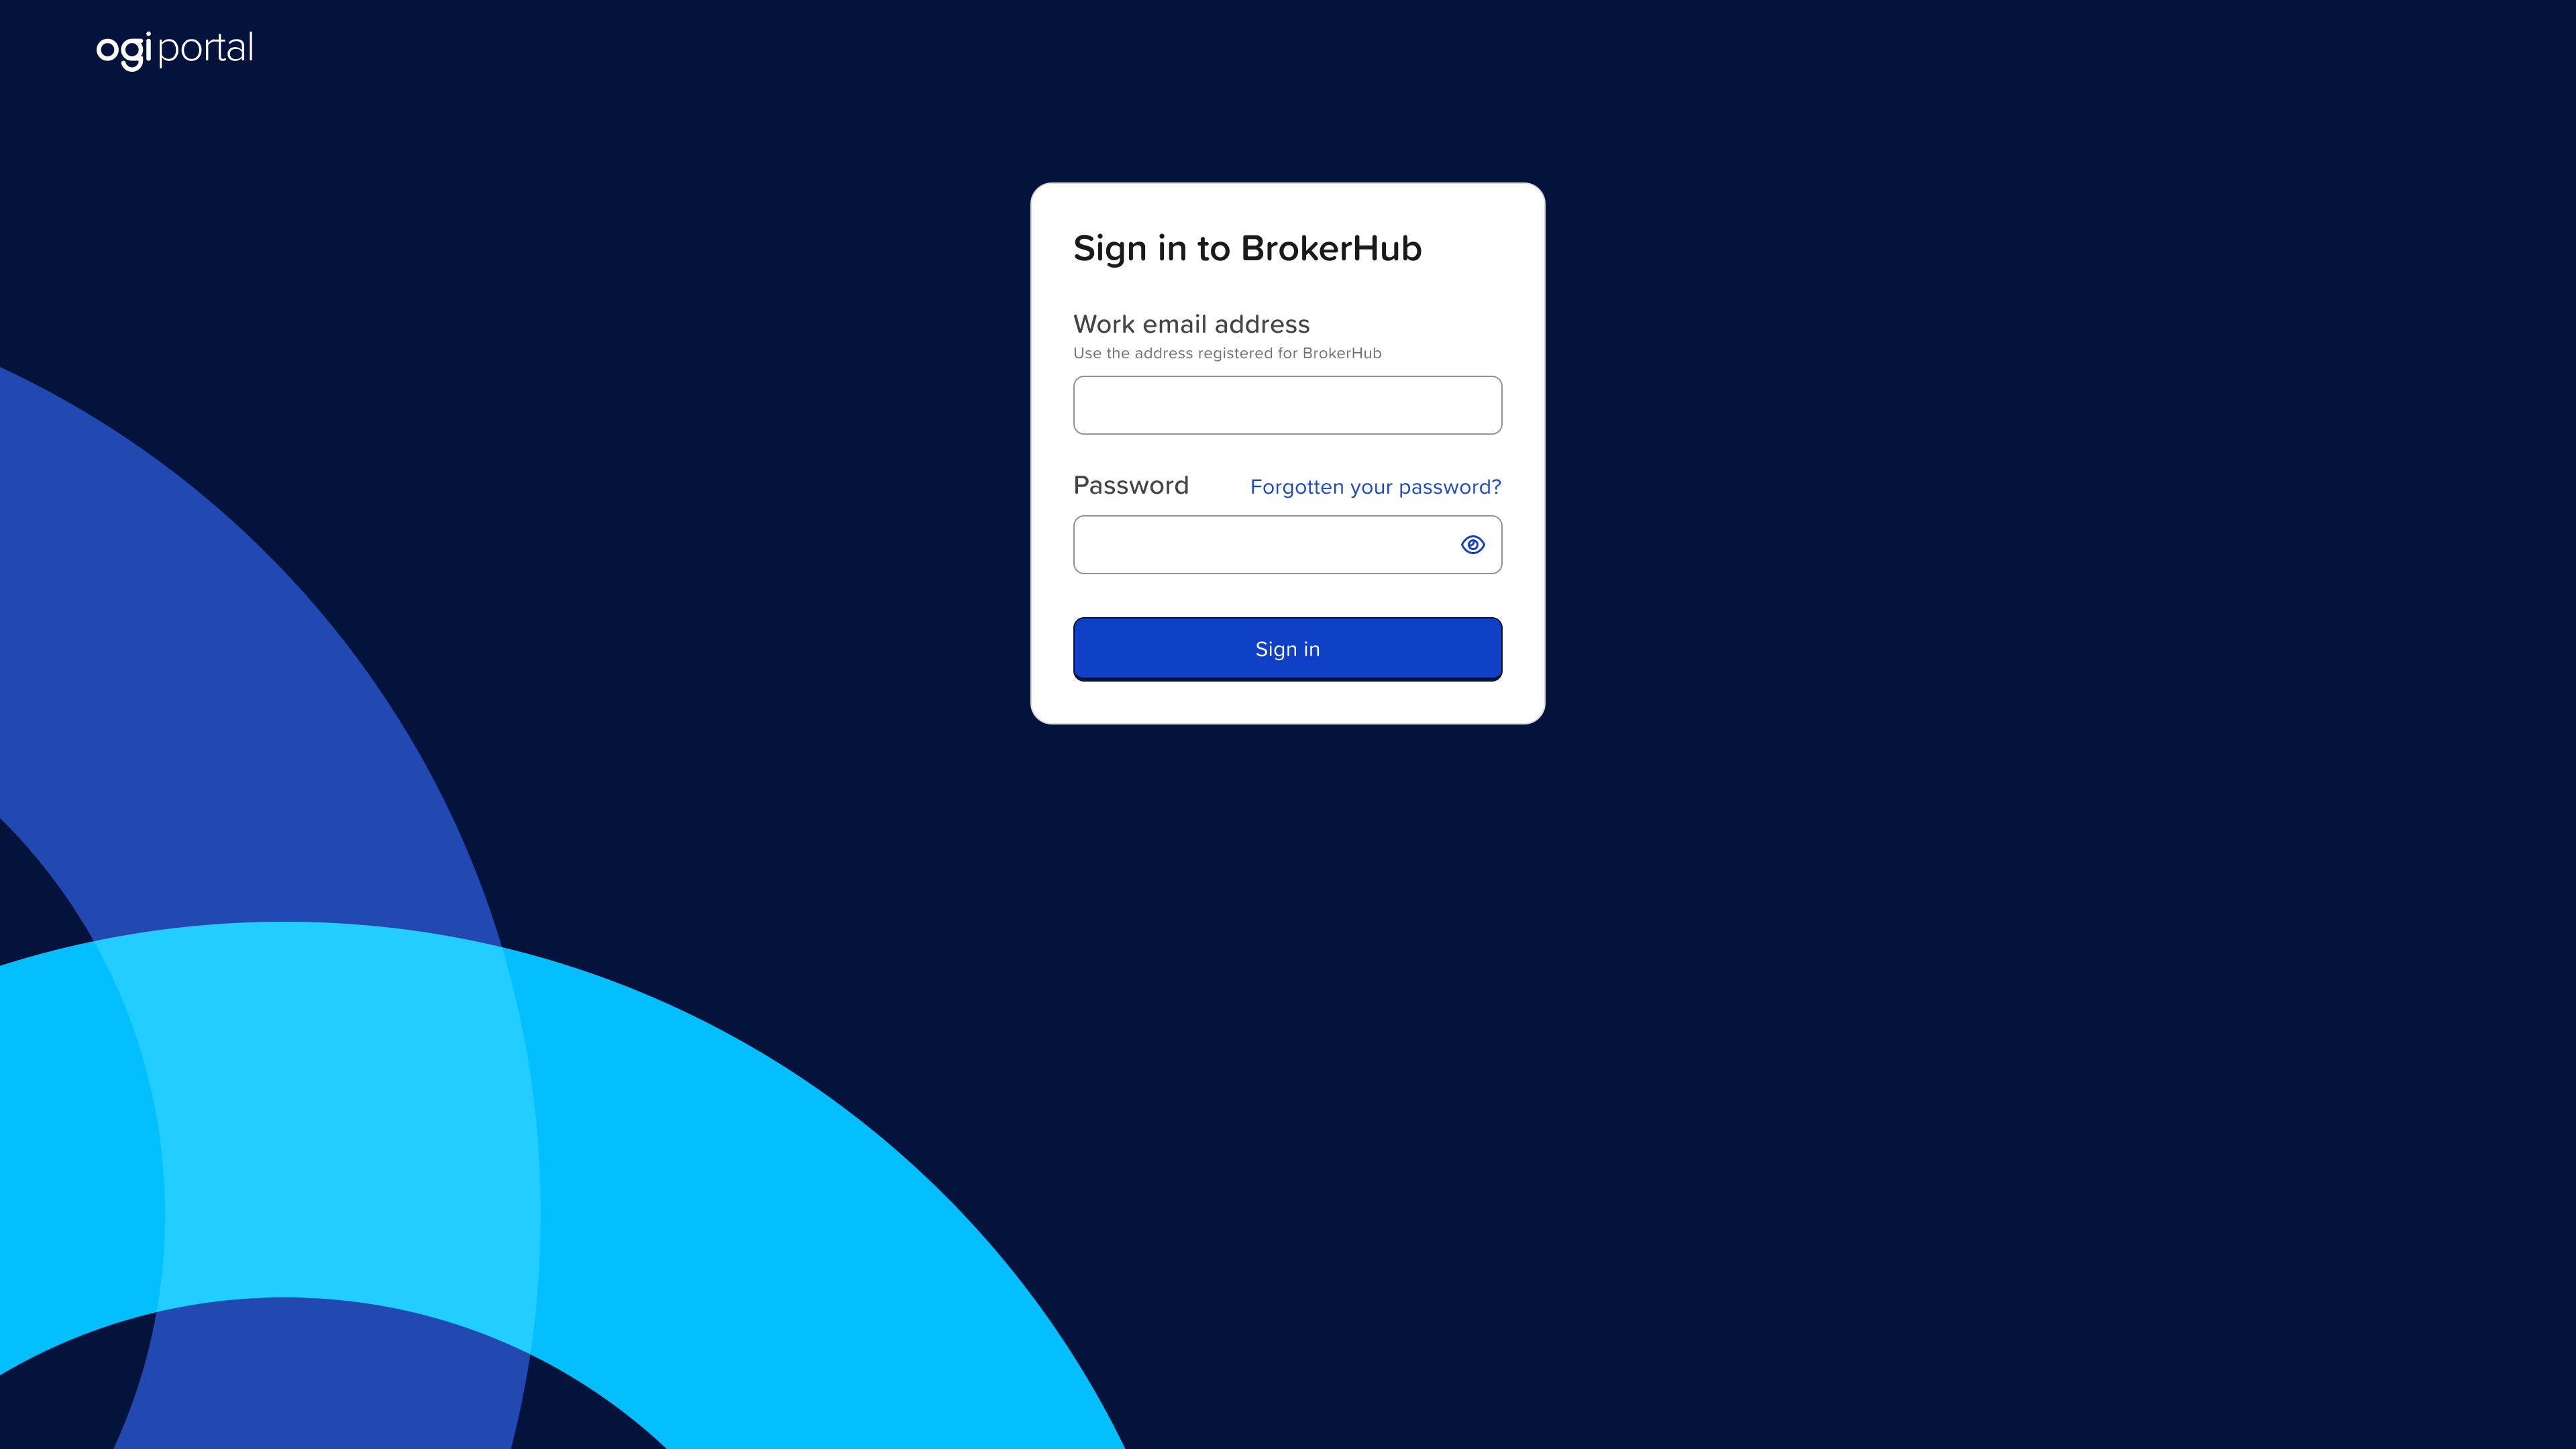 ogi portal
Sign in to BrokerHub
Work email address
Use the address registered for BrokerHub
Password
Forgotten your password?
Sign in